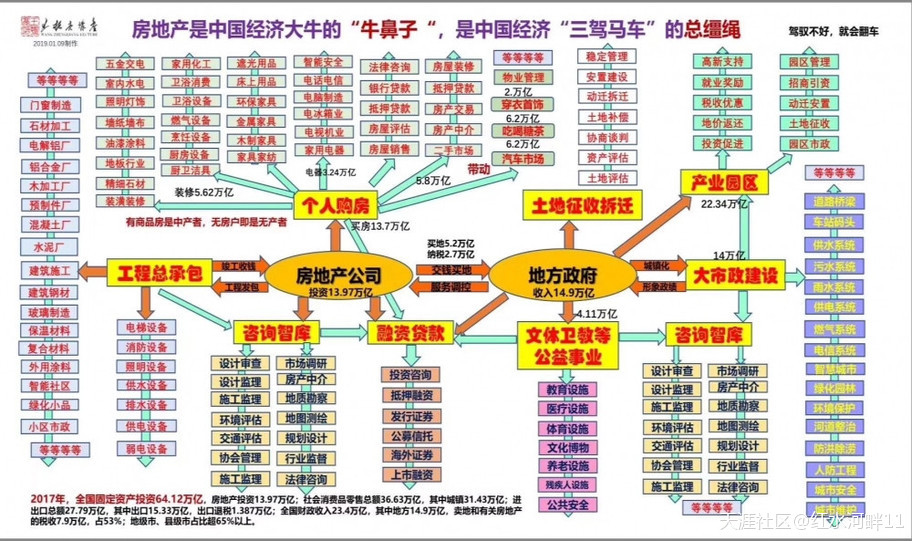 房地产是中国经济大牛的“牛鼻子“，是中国经济“三驾马车”的总缰绳
驾驭不好，就会翻车
2019.01.09制作
等等等等
门窗制造
石材加工
电解铝厂
铝合金厂
木加工厂
预制件厂
混凝土厂
水泥厂
建筑施工
建筑钢材
玻璃制造
保温材料
复合材料
外用涂料
智能社区
绿化小品
小区市政
等等等等
五金交电
室内水电
照明灯饰
墙纸墙布
油漆涂料
地板行业
精细石材
装潢装修
家用化工
卫浴消费
卫浴设备
燃气设备
烹饪设备
厨房设备
厨卫洁具
遮光用品
床上用品
环保家具
金属家具
木制家具
家具家纺
智能安全
电话电信
电脑制造
电冰箱业
电视机业
家用电器
电器3.24万亿
法律咨询
银行贷款
抵押贷款
房屋评估
房屋销售
房屋装修
抵押贷款
房产交易
房产中介
二手市场
等等等等
物业管理
2.万亿
穿衣首饰
6.2万亿
吃喝糖茶
6.2万亿
汽车市场
稳定管理
安置建设
动迁拆迁
土地补偿
协商谈判
资产评估
土地评估
高新支持
就业奖励
税收优惠
地价返还
投资促进
园区管理
招商引资
动迁安置
土地征收
园区市政
带动
5.8万亿
装修5.62万亿
个人购房
有商品房是中产者，无房户即是无产者
买房13.7万亿
土地征收拆迁
产业园区
22.34万亿
14万亿
买地5.2万亿
纳税2.7万亿
工程总承包
竣工收钱
工程发包
房地产公司
投资13.97万亿
交钱买地
服务调控
地方政府
收入14.9万亿
城镇化
形象政绩
大市政建设
4.11万亿
咨询智库
融资贷款
文体卫教等
公益事业
咨询智库
电梯设备
消防设备
照明设备
供水设备
排水设备
供电设备
弱电设备
设计审查
设计监理
施工监理
环境评估
交通评估
协会管理
施工监理
市场调研
房产中介
地质勘察
地图测绘
规划设计
行业监督
法律咨询
投资咨询
抵押融资
发行证券
公募信托
海外证券
上市融资
教育设施
医疗设施
体育设施
文化博物
养老设施
残疾人设施
公共安全
设计审查
设计监理
施工监理
环境评估
交通评估
协会管理
施工监理
市场调研
房产中介
地质勘察
地图测绘
规划设计
行业监督
法律咨询
等等等等
等等等等
道路桥梁
车站码头
供水系统
污水系统
雨水系统
供电系统
燃气系统
电信系统
智慧城市
绿化园林
环境保护
河道整治
防洪除涝
人防工程
城市安全
城市维护
2017年，全国固定资产投资64.12万亿，房地产投资13.97万亿；社会消费品零售总额36.63万亿，其中城镇31.43万亿；进
出口总额27.79万亿，其中出口15.33万亿，出口退税1.387万亿；全国财政收入23.4万亿，其中地方14.9万亿，卖地和有关房地产
的税收7.9万亿，占53%；地级市、县级市占比超65%以上。
天涯社区@红水河畔11